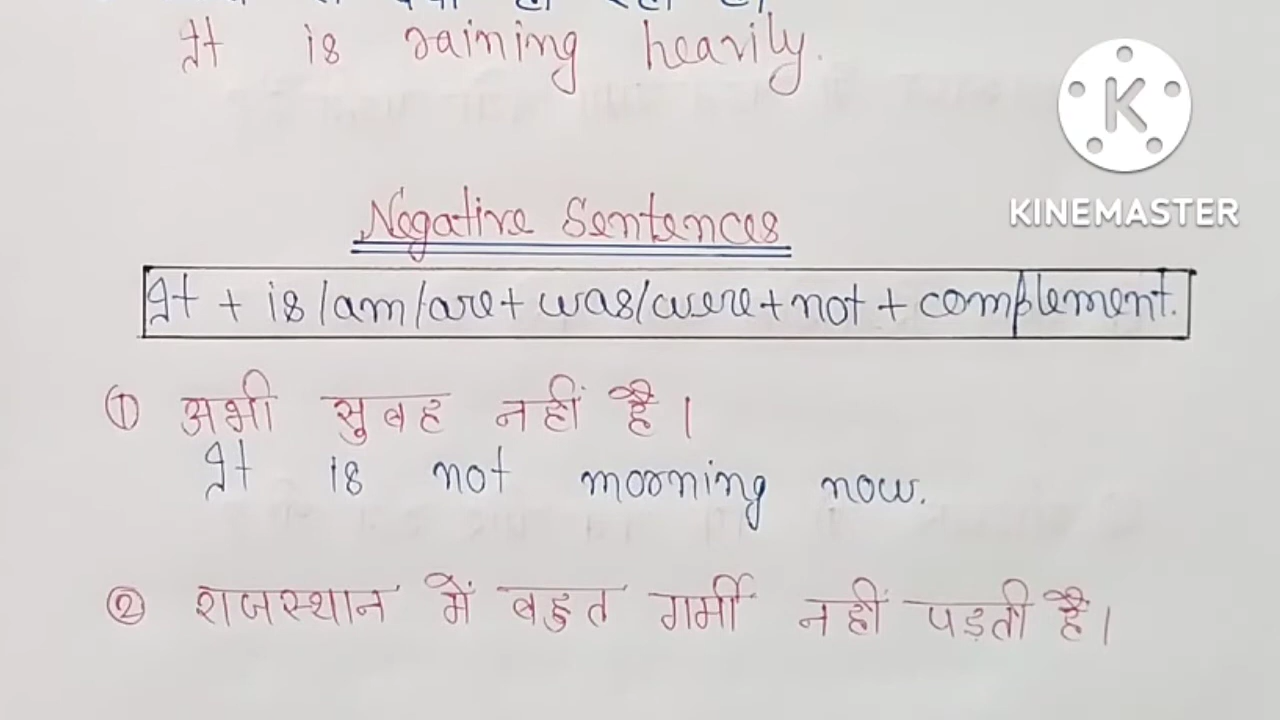 It is raining heavily.
K
KINEMASTER
Negative Sentences
It + is/am/are+ was/were+not + complement.
① अभी सुबह नहीं है।
It is not morning now.
② राजस्थान में बहुत गर्मी नहीं पड़ती है।